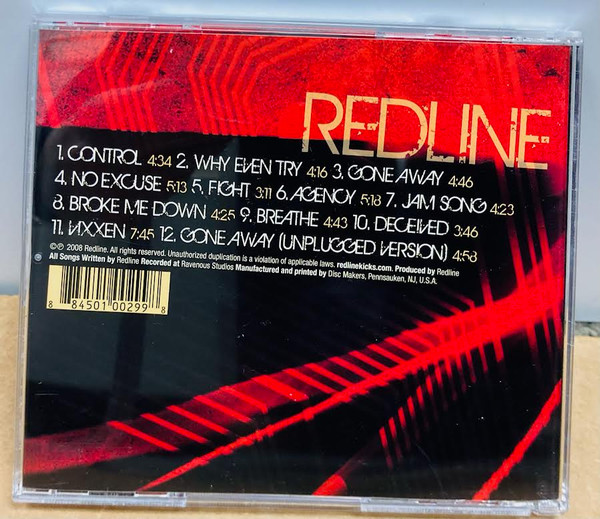 REDLINE
1. CONTROL 4:34 2. WHY EVEN TRY 4:16 3. GONE AWAY 4:46
4. NO EXCUSE 5:13 5. FIGHT 3:11 6. AGENCY 5:18 7. JAM SONG 4:23
8. BROKE ME DOWN 4:25 9. BREATHE 4:43 10. DECEIVED 3:46
11. VIXXEN 7:45 12. GONE AWAY (UNPLUGGED VERSION) 4:58
©℗ 2008 Redline. All rights reserved. Unauthorized duplication is a violation of applicable laws. redlinekicks.com. Produced by Redline
All Songs Written by Redline Recorded at Ravenous Studios Manufactured and printed by Disc Makers, Pennsauken, NJ, U.S.A.
8 84501 00299 8